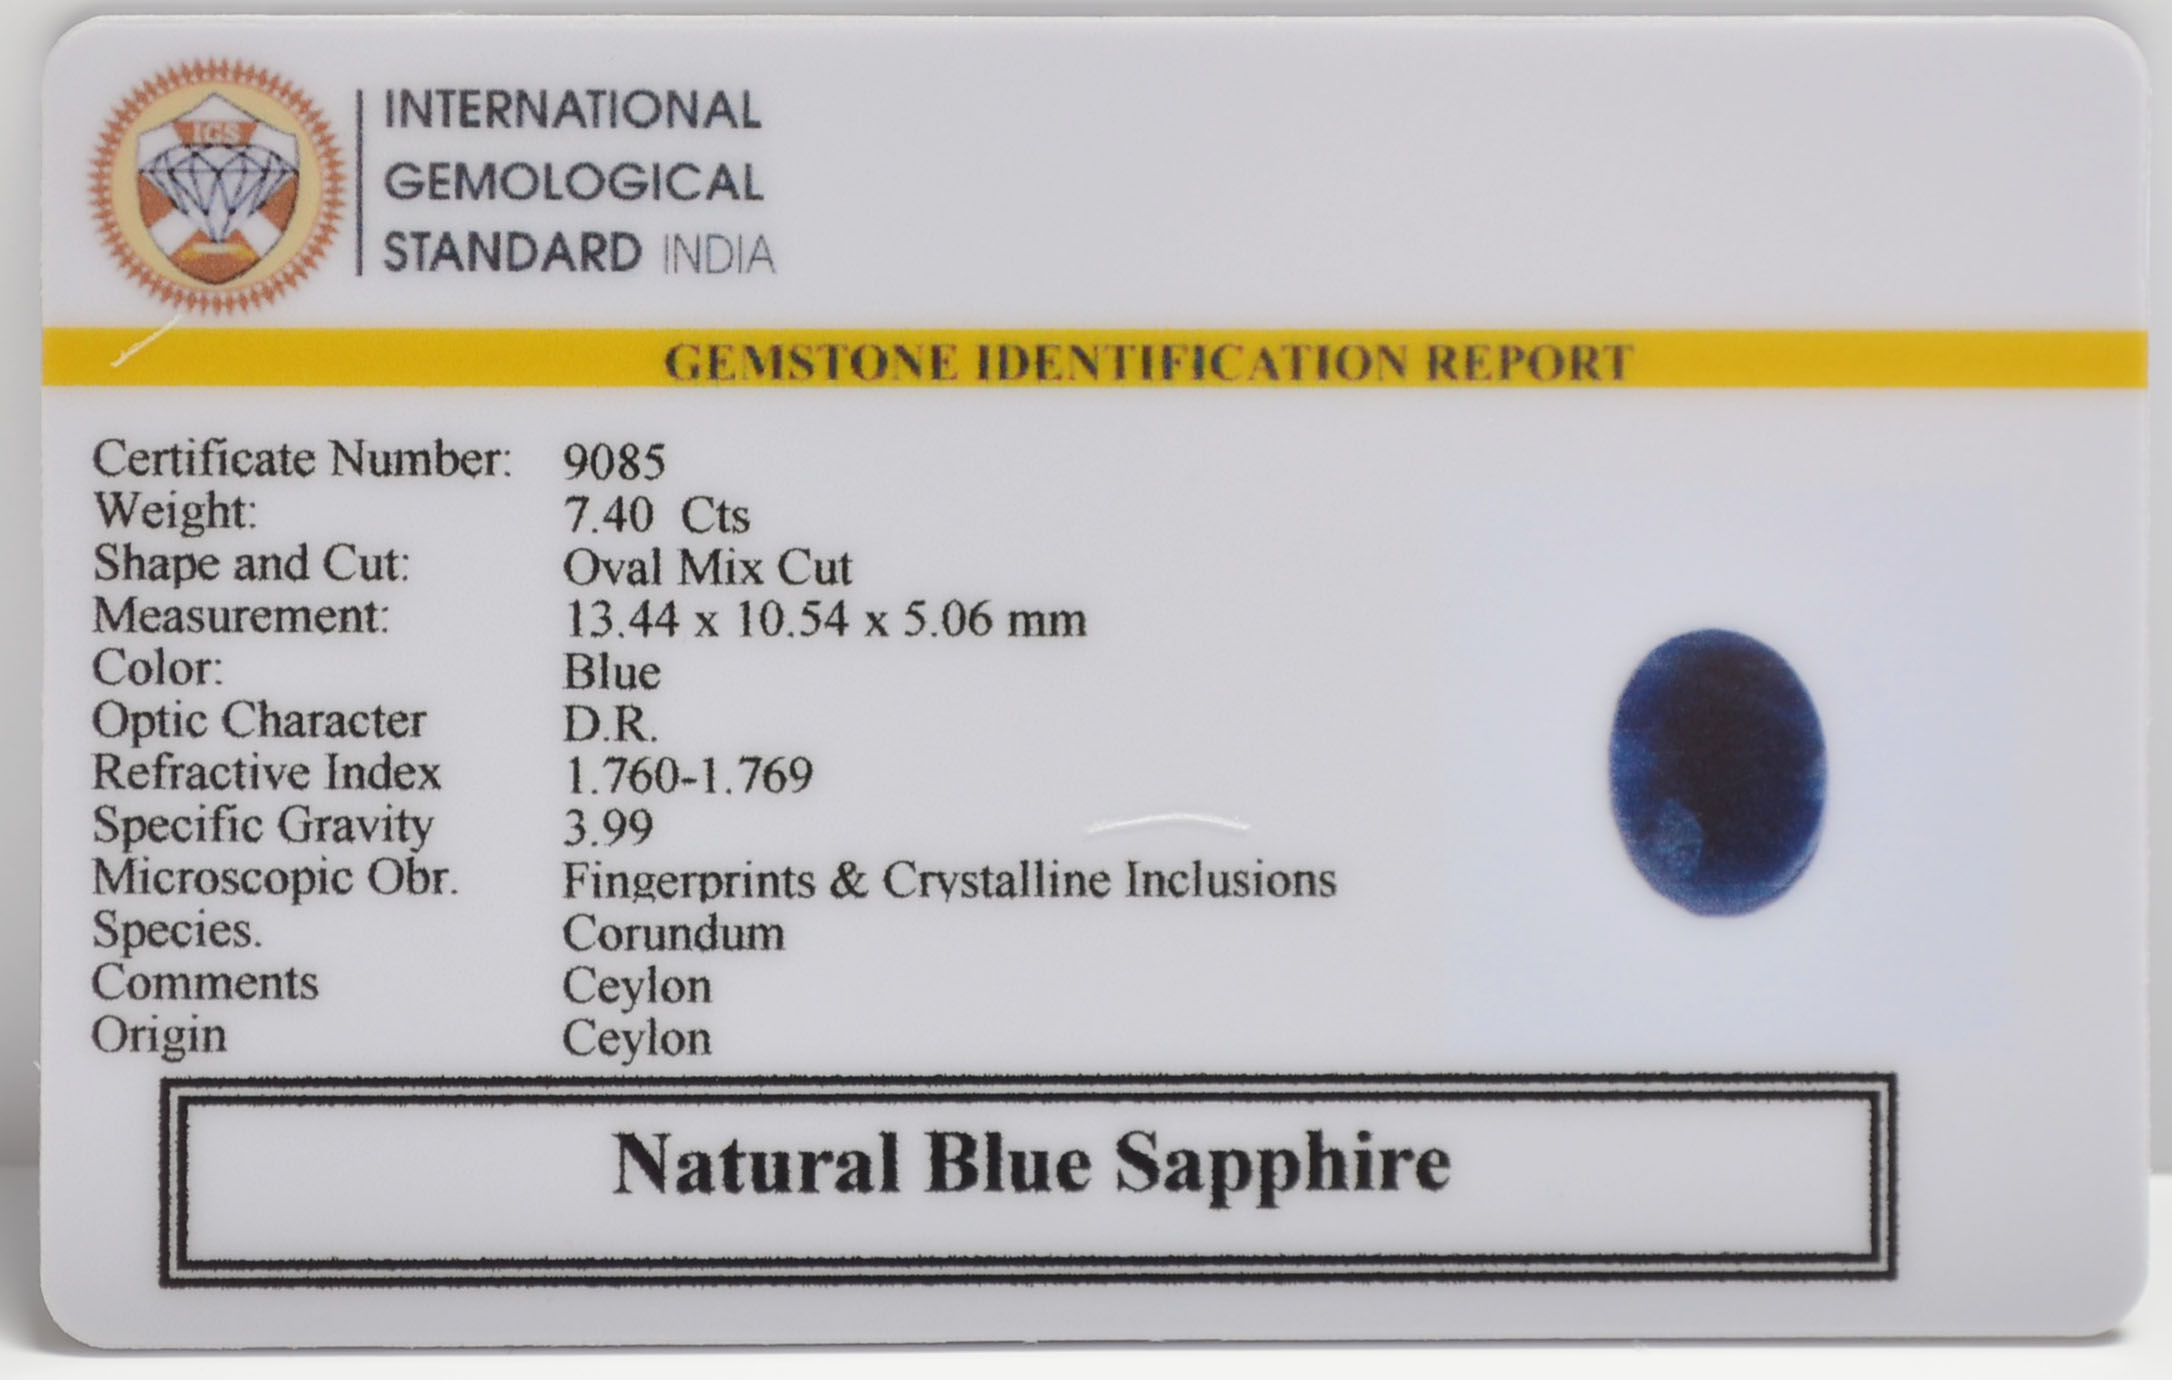 IGS
INTERNATIONAL
GEMOLOGICAL
STANDARD INDIA
GEMSTONE IDENTIFICATION REPORT
Certificate Number: 9085
Weight: 7.40 Cts
Shape and Cut: Oval Mix Cut
Measurement: 13.44 x 10.54 x 5.06 mm
Color: Blue
Optic Character D.R.
Refractive Index 1.760-1.769
Specific Gravity 3.99
Microscopic Obr. Fingerprints & Crystalline Inclusions
Species. Corundum
Comments Ceylon
Origin Ceylon
Natural Blue Sapphire